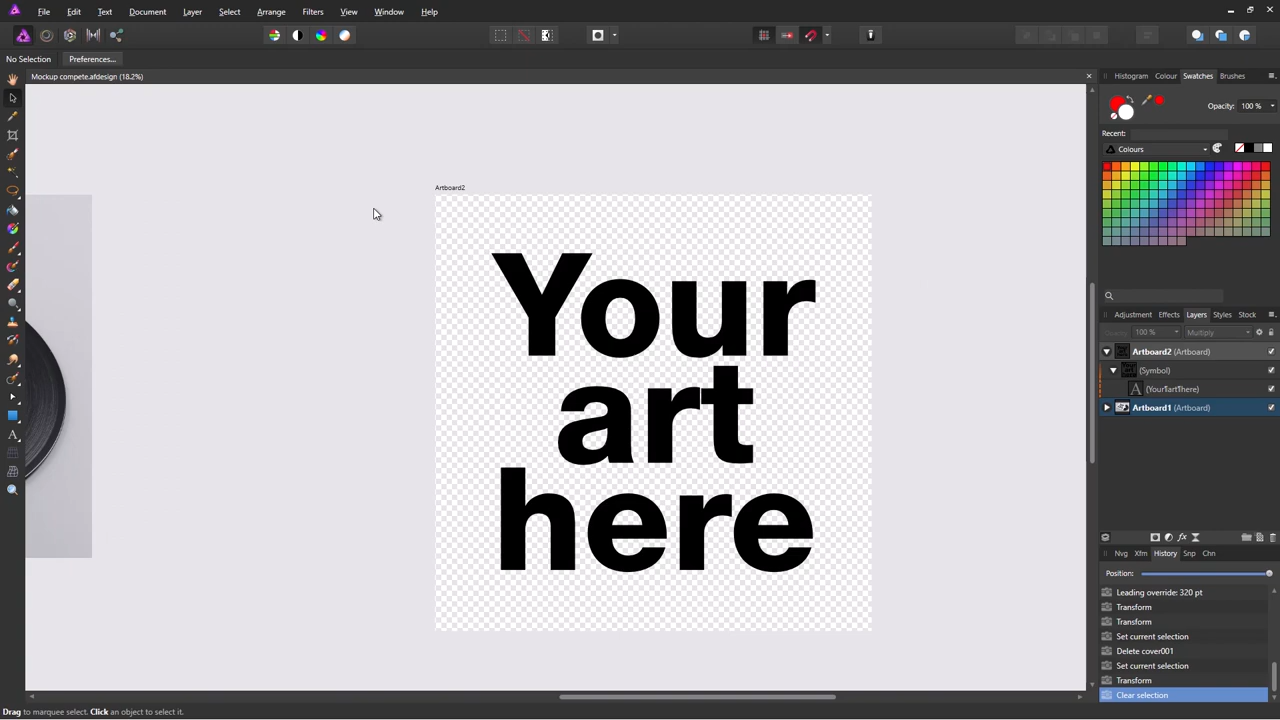 File Edit Text Document Layer Select Arrange Filters View Window Help
No Selection Preferences...
Mockup compete.afdesign (18.2%)
Histogram Colour Swatches Brushes
Opacity: 100 %
Recent:
Colours
Artboard2
Your
art
here
Adjustment Effects Layers Styles Stock
Opacity 100 % Multiply
Artboard2 (Artboard)
(Symbol)
A (Your¶art¶here)
Artboard1 (Artboard)
Nvg Xfm History Snp Chn
Position:
Leading override: 320 pt
Transform
Transform
Set current selection
Delete cover001
Set current selection
Transform
Clear selection
Drag to marquee select. Click an object to select it.